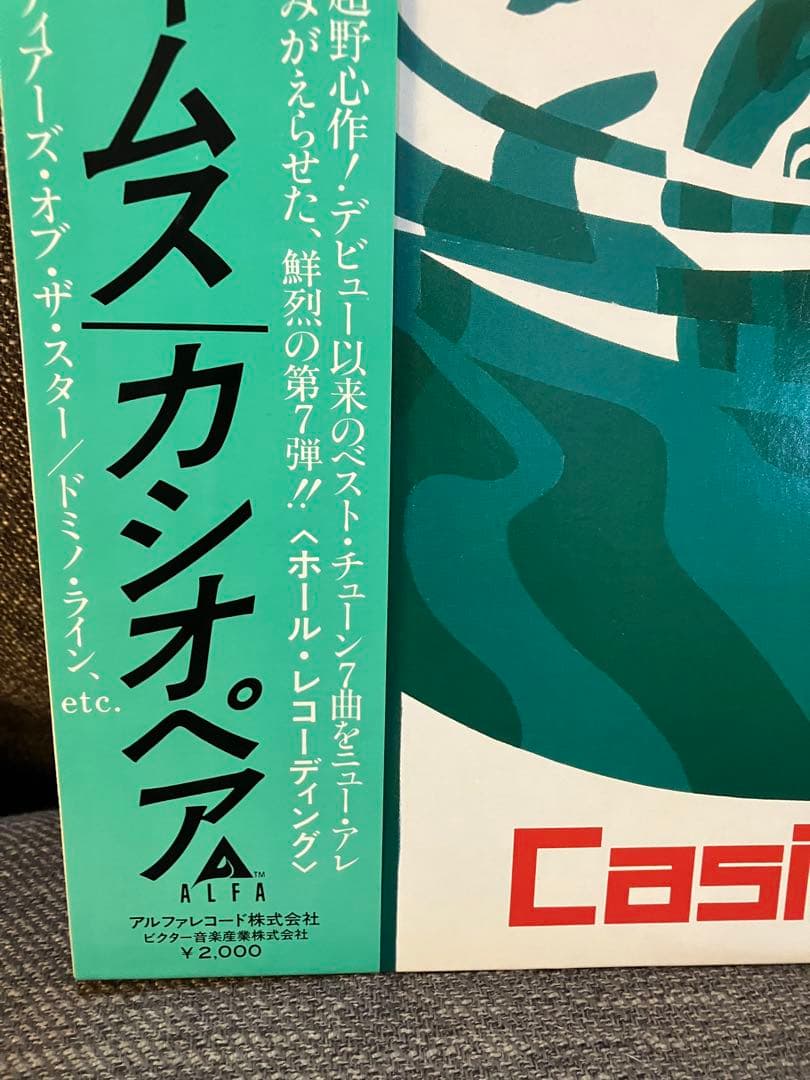 超野心作!デビュー以来のベスト・チューン7曲をニュー・アレ
みがえらせた、鮮烈の第7弾!!〈ホール・レコーディング〉
ームス/カシオペア
ティアーズ・オブ・ザ・スター/ドミノ・ライン、
etc.
ALFA™
アルファレコード株式会社
ビクター音楽産業株式会社
¥2,000
Casi